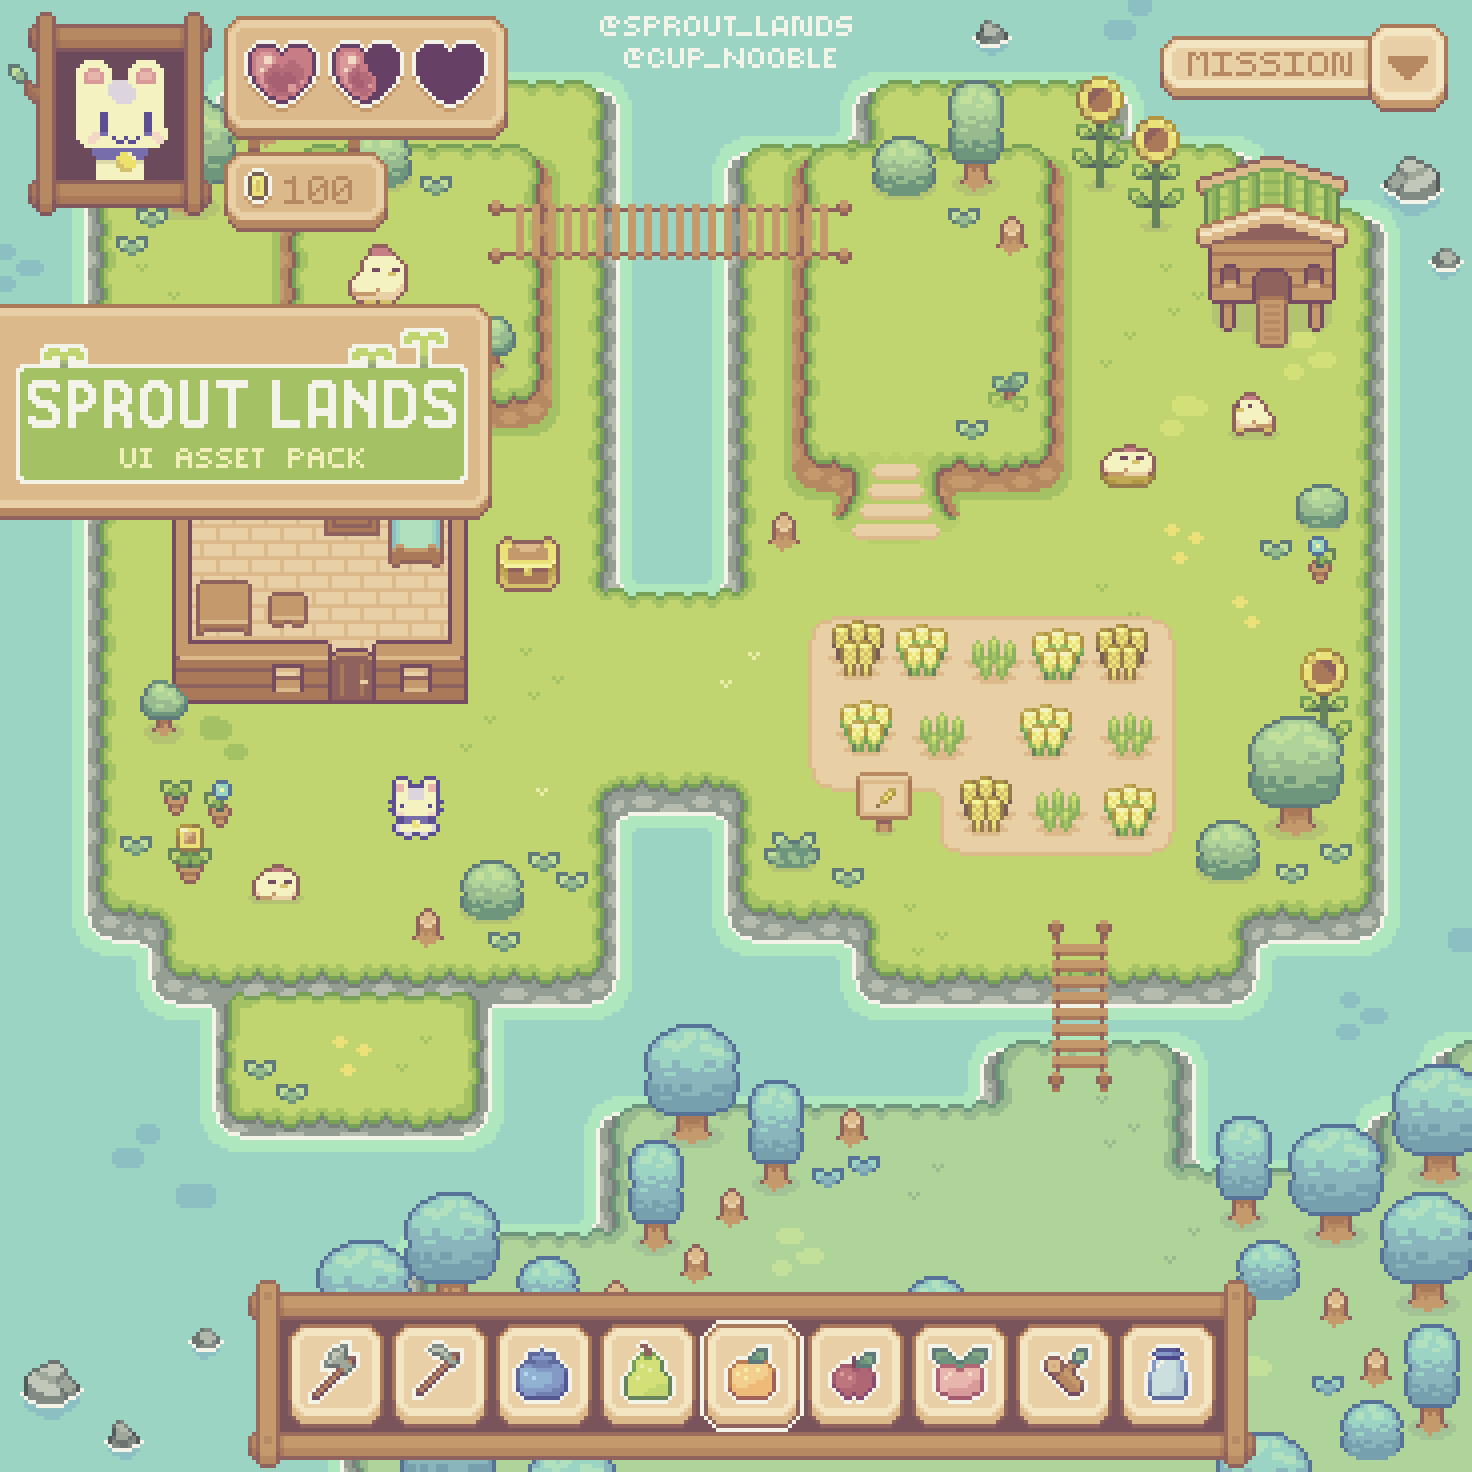 @SPROUT_LANDS
@CUP_NOOBLE
MISSION
100
SPROUT LANDS
UI ASSET PACK